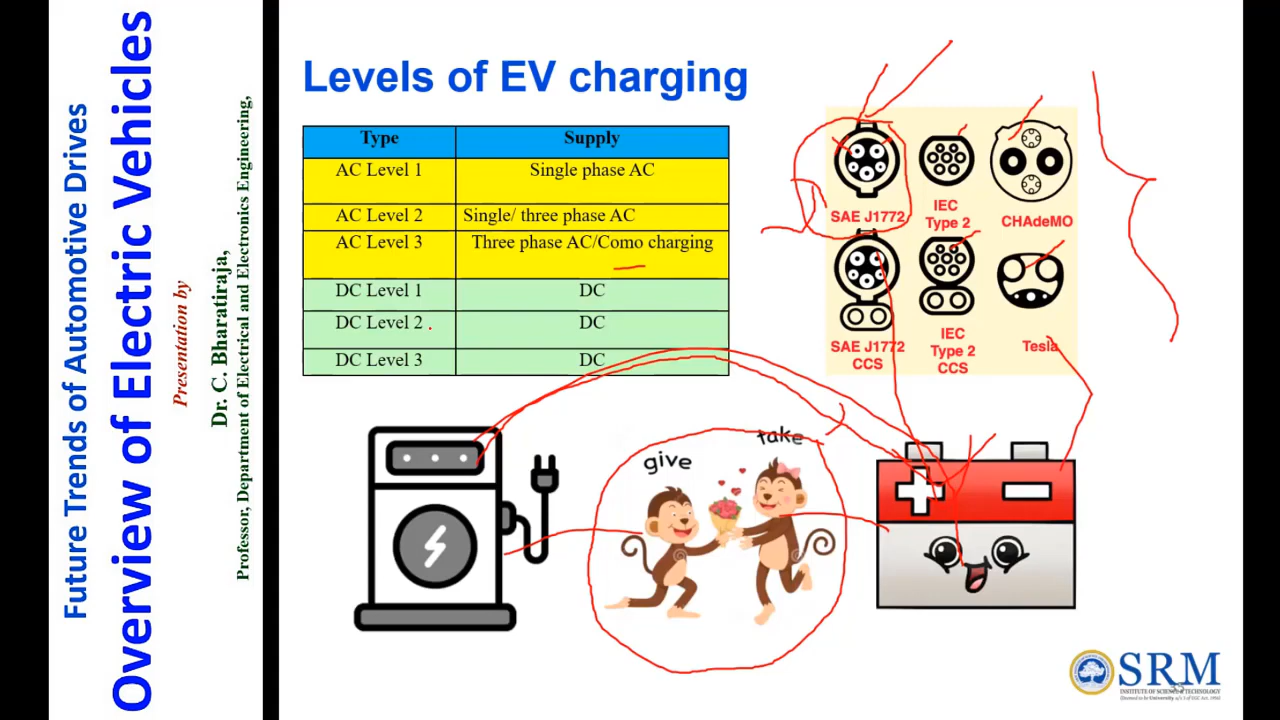 Future Trends of Automotive Drives
Overview of Electric Vehicles
Presentation by
Dr. C. Bharatiraja,
Professor, Department of Electrical and Electronics Engineering,
Levels of EV charging
Type Supply
AC Level 1 Single phase AC
AC Level 2 Single/ three phase AC
AC Level 3 Three phase AC/Como charging
DC Level 1 DC
DC Level 2 DC
DC Level 3 DC
SAE J1772
IEC
Type 2
CHAdeMO
SAE J1772
CCS
IEC
Type 2
CCS
Tesla
give
take
SRM
INSTITUTE OF SCIENCE & TECHNOLOGY